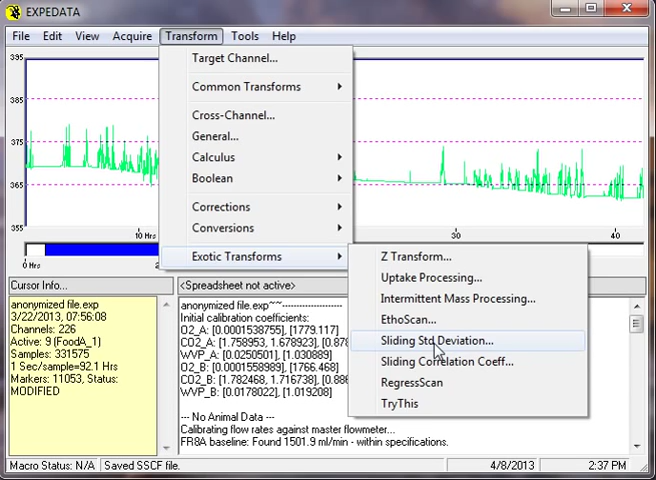 EXPEDATA
File Edit View Acquire Transform Tools Help
395
385
375
365
355
Target Channel...
Common Transforms
Cross-Channel...
General...
Calculus
Boolean
Corrections
Conversions
Exotic Transforms
10 Hrs
30
40
0 Hrs
Z Transform...
Uptake Processing...
Intermittent Mass Processing...
EthoScan...
Sliding Std Deviation...
Sliding Correlation Coeff...
RegressScan
TryThis
Cursor Info...
anonymized file.exp
3/22/2013, 07:56:08
Channels: 226
Active: 9 (FoodA_1)
Samples: 331575
1 Sec/sample=92.1 Hrs
Markers: 11053, Status:
MODIFIED
<Spreadsheet not active>
anonymized file.exp~~--------------------
Initial calibration coefficients:
O2_A: [0.0001538755], [1779.117]
CO2_A: [1.758953, 1.678923, 0.878
WVP_A: [0.0250501], [1.030889]
O2_B: [0.0001558989], [1766.468]
CO2_B: [1.782468, 1.716738, 0.988
WVP_B: [0.0178022], [1.019208]
--- No Animal Data ---
Calibrating flow rates against master flowmeter...
FR8A baseline: Found 1501.9 ml/min - within specifications.
Macro Status: N/A Saved SSCF file. 4/8/2013 2:37 PM